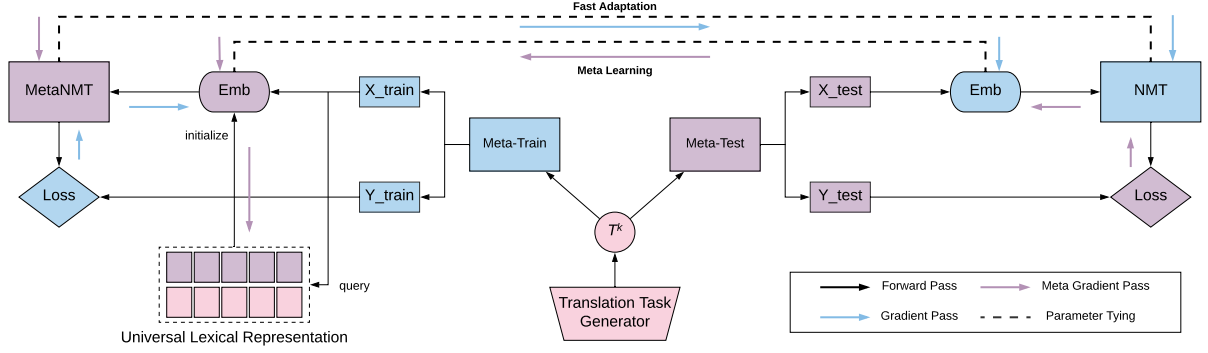 Fast Adaptation
Meta Learning
MetaNMT
Emb
X_train
Meta-Train
Meta-Test
X_test
Emb
NMT
initialize
Loss
Y_train
Y_test
Loss
T^k
query
Translation Task
Generator
Universal Lexical Representation
Forward Pass
Meta Gradient Pass
Gradient Pass
Parameter Tying